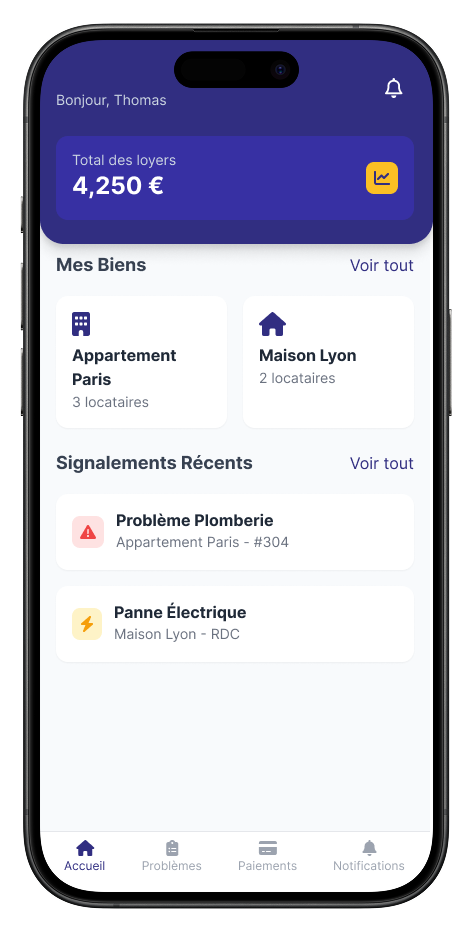 Bonjour, Thomas
Total des loyers
4,250 €
Mes Biens
Voir tout
Appartement
Paris
3 locataires
Maison Lyon
2 locataires
Signalements Récents
Voir tout
Problème Plomberie
Appartement Paris - #304
Panne Électrique
Maison Lyon - RDC
Accueil
Problèmes
Paiements
Notifications